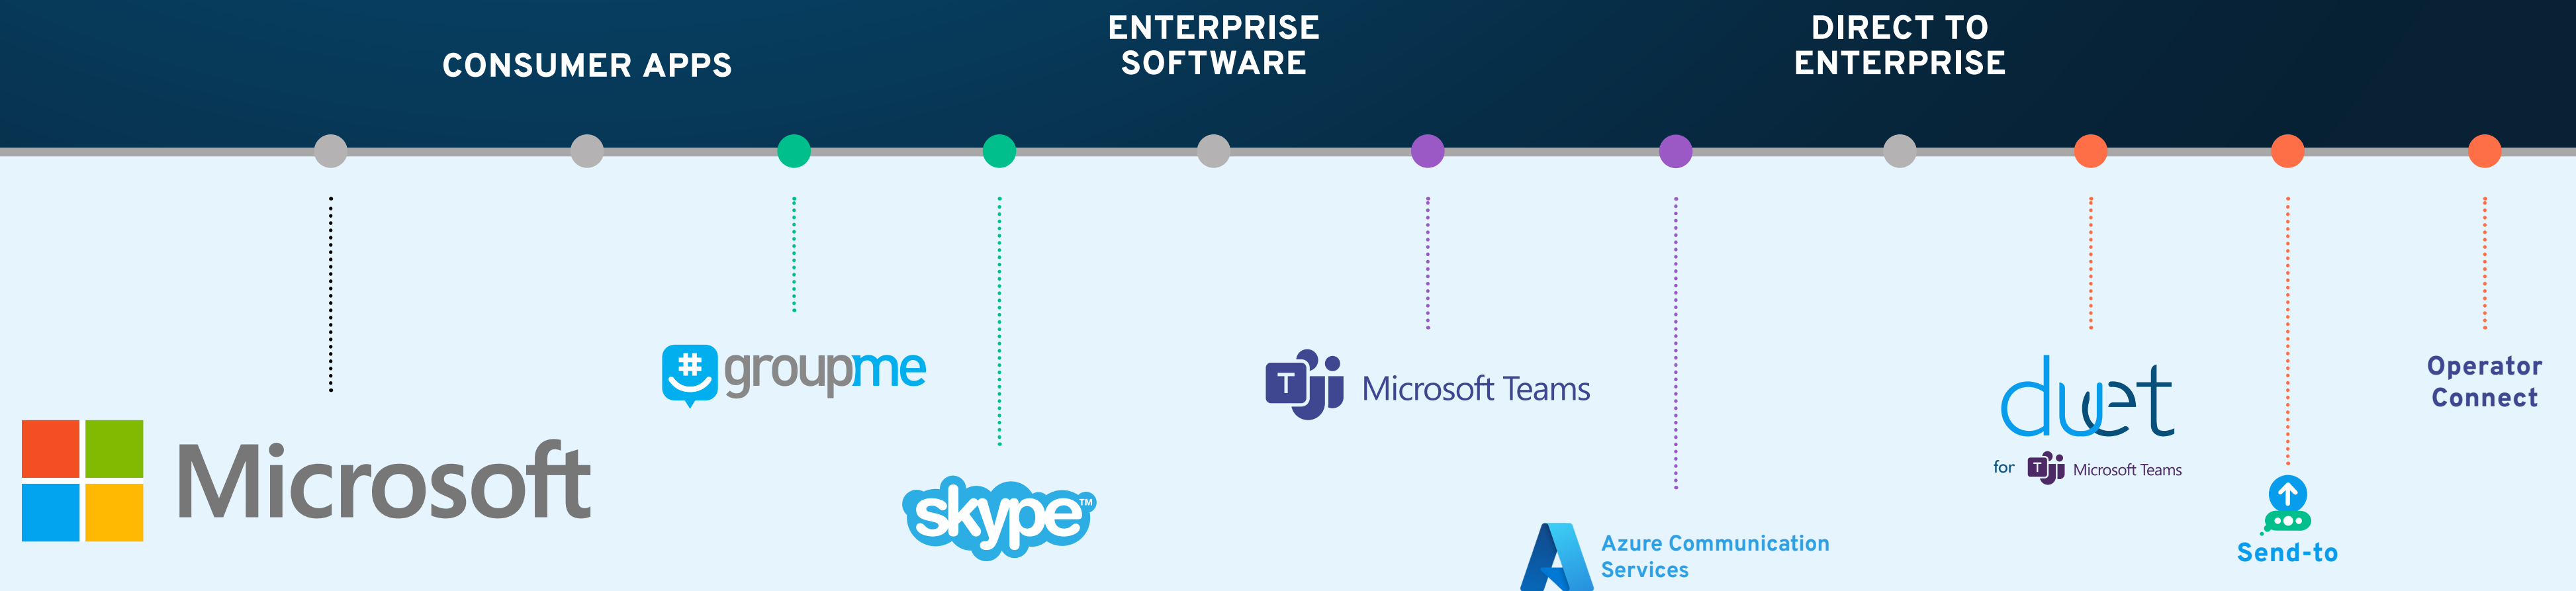 CONSUMER APPS
ENTERPRISE
SOFTWARE
DIRECT TO
ENTERPRISE
Microsoft
# groupme
skype™
T Microsoft Teams
Azure Communication
Services
duet
for T Microsoft Teams
Send-to
Operator
Connect